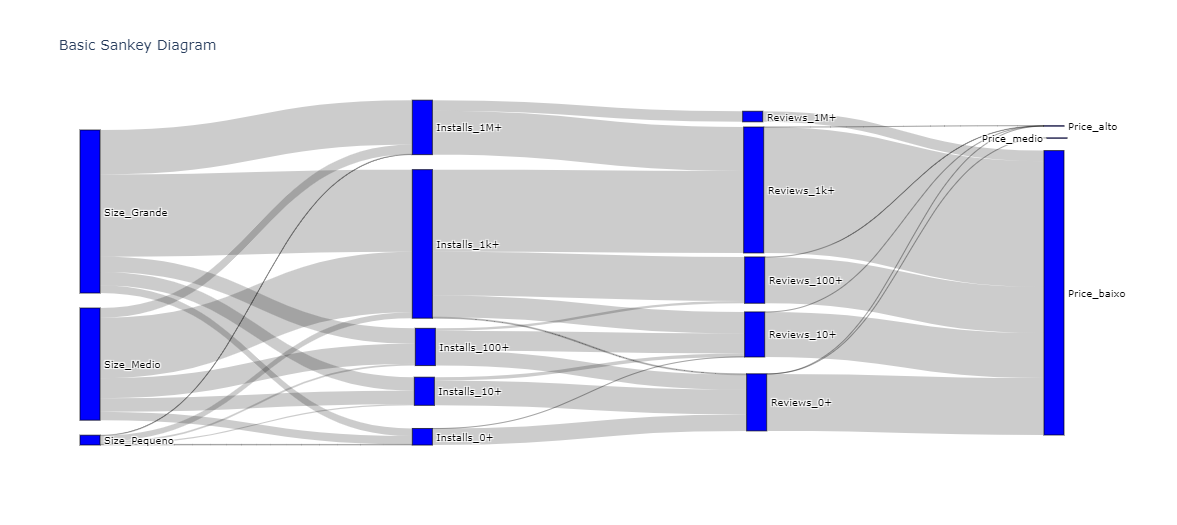 Basic Sankey Diagram
Size_Grande
Size_Medio
Size_Pequeno
Installs_1M+
Installs_1k+
Installs_100+
Installs_10+
Installs_0+
Reviews_1M+
Reviews_1k+
Reviews_100+
Reviews_10+
Reviews_0+
Price_alto
Price_medio
Price_baixo